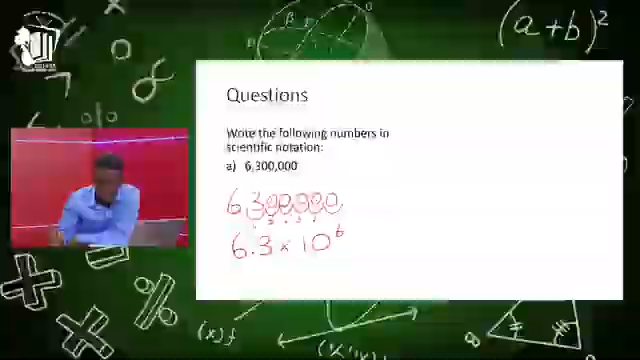 (a+b)²
Questions
Write the following numbers in
scientific notation:
a) 6,300,000
6300000
6.3 × 10⁶
(x)f